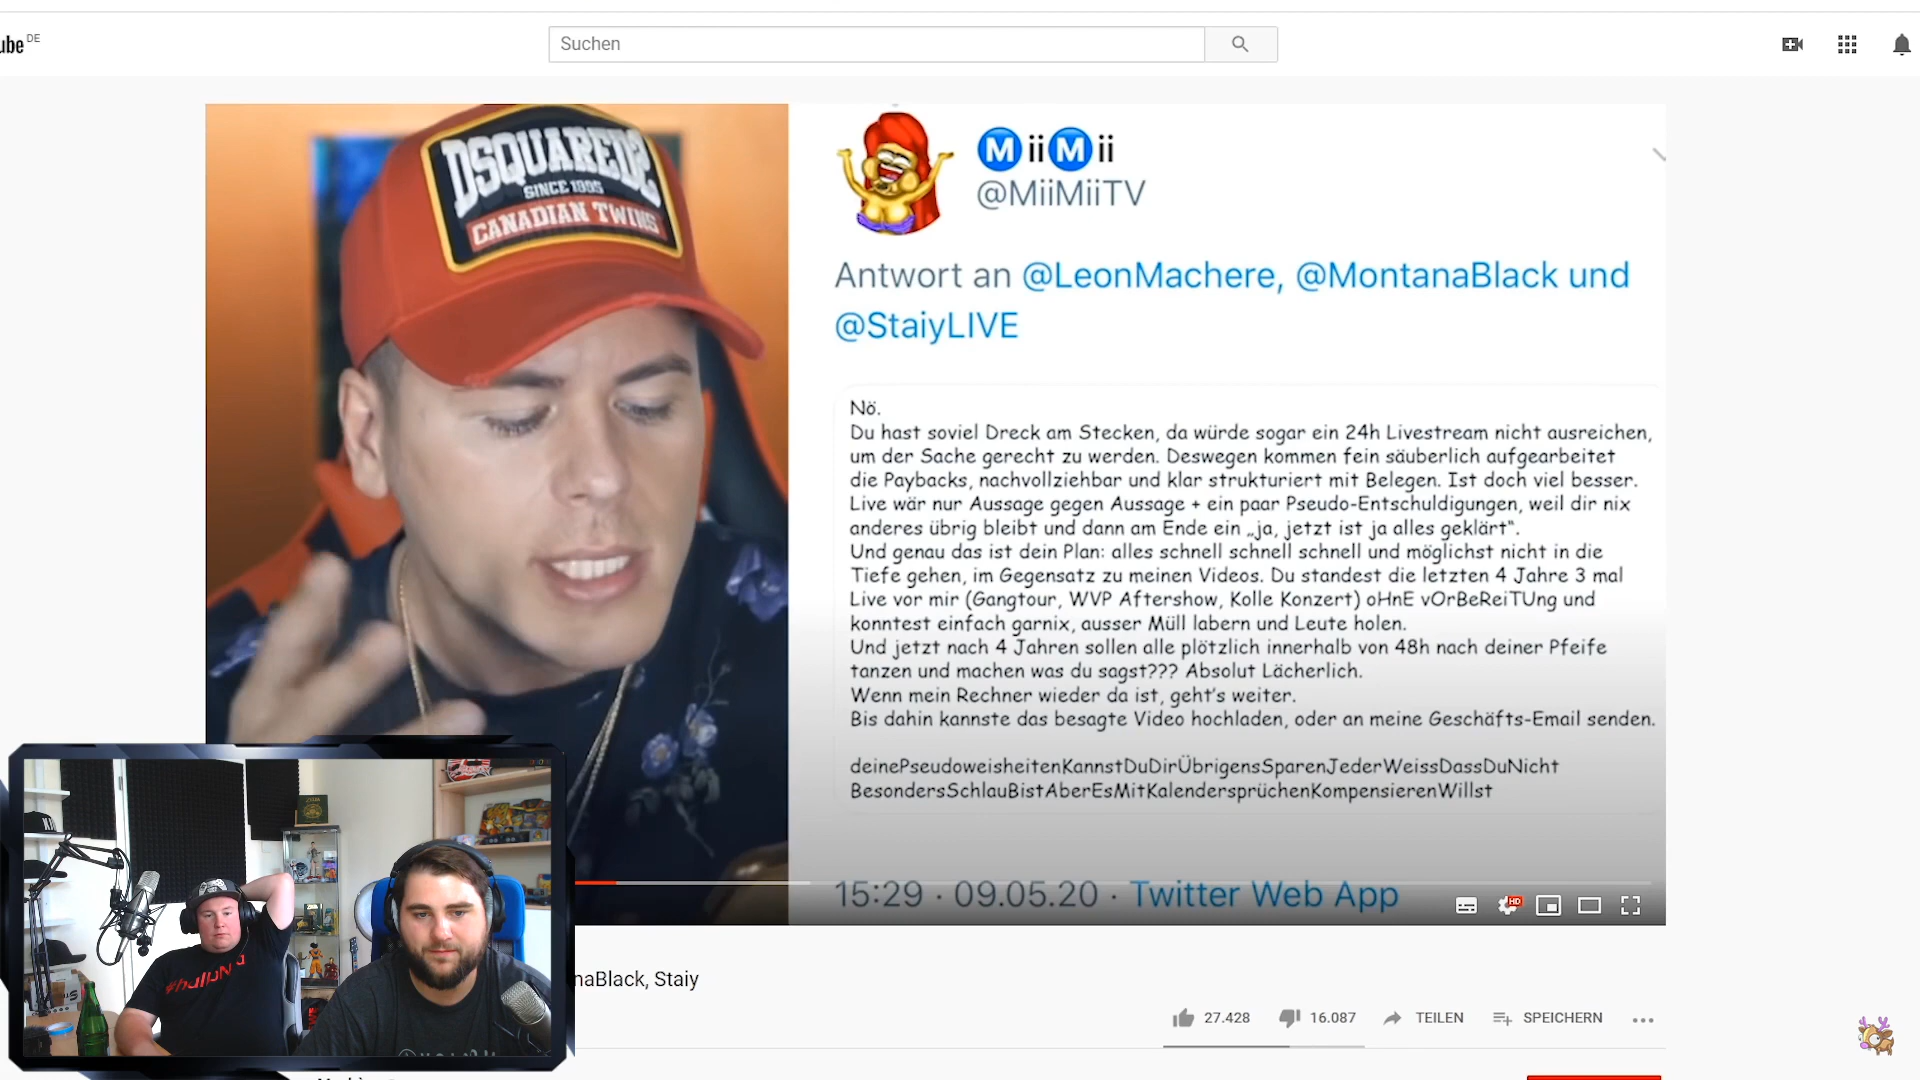 ube DE
Suchen
DSQUARED2
SINCE 1995
CANADIAN TWINS
MiiMii
@MiiMiiTV
Antwort an @LeonMachere, @MontanaBlack und
@StaiyLIVE
Nö.
Du hast soviel Dreck am Stecken, da würde sogar ein 24h Livestream nicht ausreichen,
um der Sache gerecht zu werden. Deswegen kommen fein säuberlich aufgearbeitet
die Paybacks, nachvollziehbar und klar strukturiert mit Belegen. Ist doch viel besser.
Live wär nur Aussage gegen Aussage + ein paar Pseudo-Entschuldigungen, weil dir nix
anderes übrig bleibt und dann am Ende ein „ja, jetzt ist ja alles geklärt“.
Und genau das ist dein Plan: alles schnell schnell schnell und möglichst nicht in die
Tiefe gehen, im Gegensatz zu meinen Videos. Du standest die letzten 4 Jahre 3 mal
Live vor mir (Gangtour, WVP Aftershow, Kolle Konzert) oHnE vOrBeReiTUng und
konntest einfach garnix, ausser Müll labern und Leute holen.
Und jetzt nach 4 Jahren sollen alle plötzlich innerhalb von 48h nach deiner Pfeife
tanzen und machen was du sagst??? Absolut Lächerlich.
Wenn mein Rechner wieder da ist, geht's weiter.
Bis dahin kannste das besagte Video hochladen, oder an meine Geschäfts-Email senden.
deinePseudoweisheitenKannstDuDirÜbrigensSparenJederWeissDassDuNicht
BesondersSchlauBistAberEsMitKalendersprüchenKompensierenWillst
15:29 · 09.05.20 · Twitter Web App
HD
naBlack, Staiy
27.428 16.087 TEILEN SPEICHERN